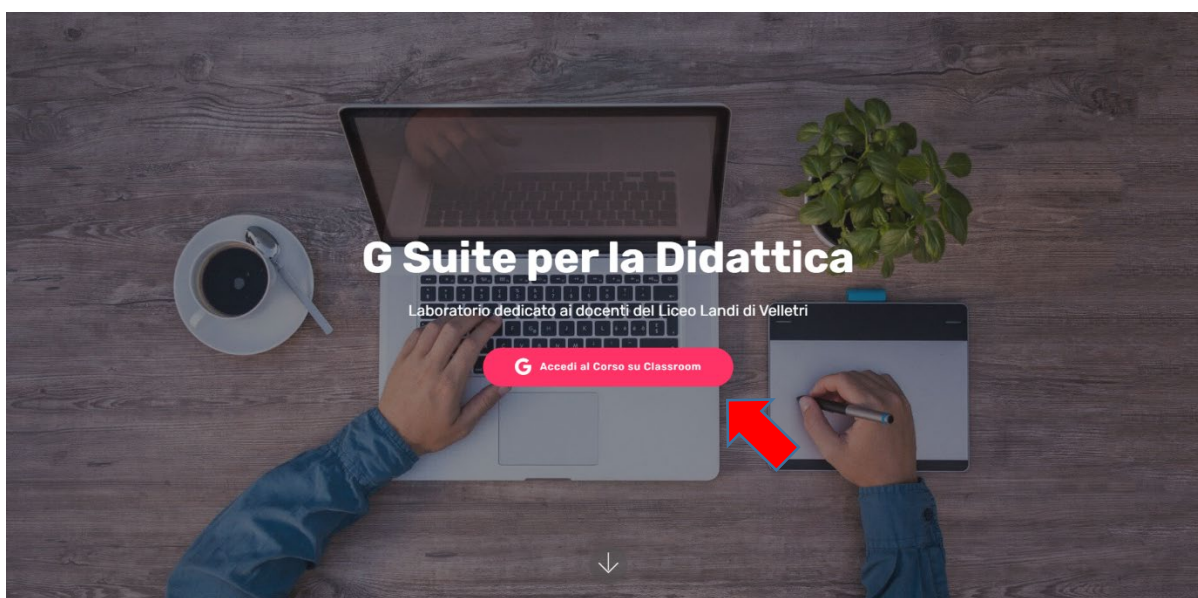 G Suite per la Didattica
Laboratorio dedicato ai docenti del Liceo Landi di Velletri
G Accedi al Corso su Classroom